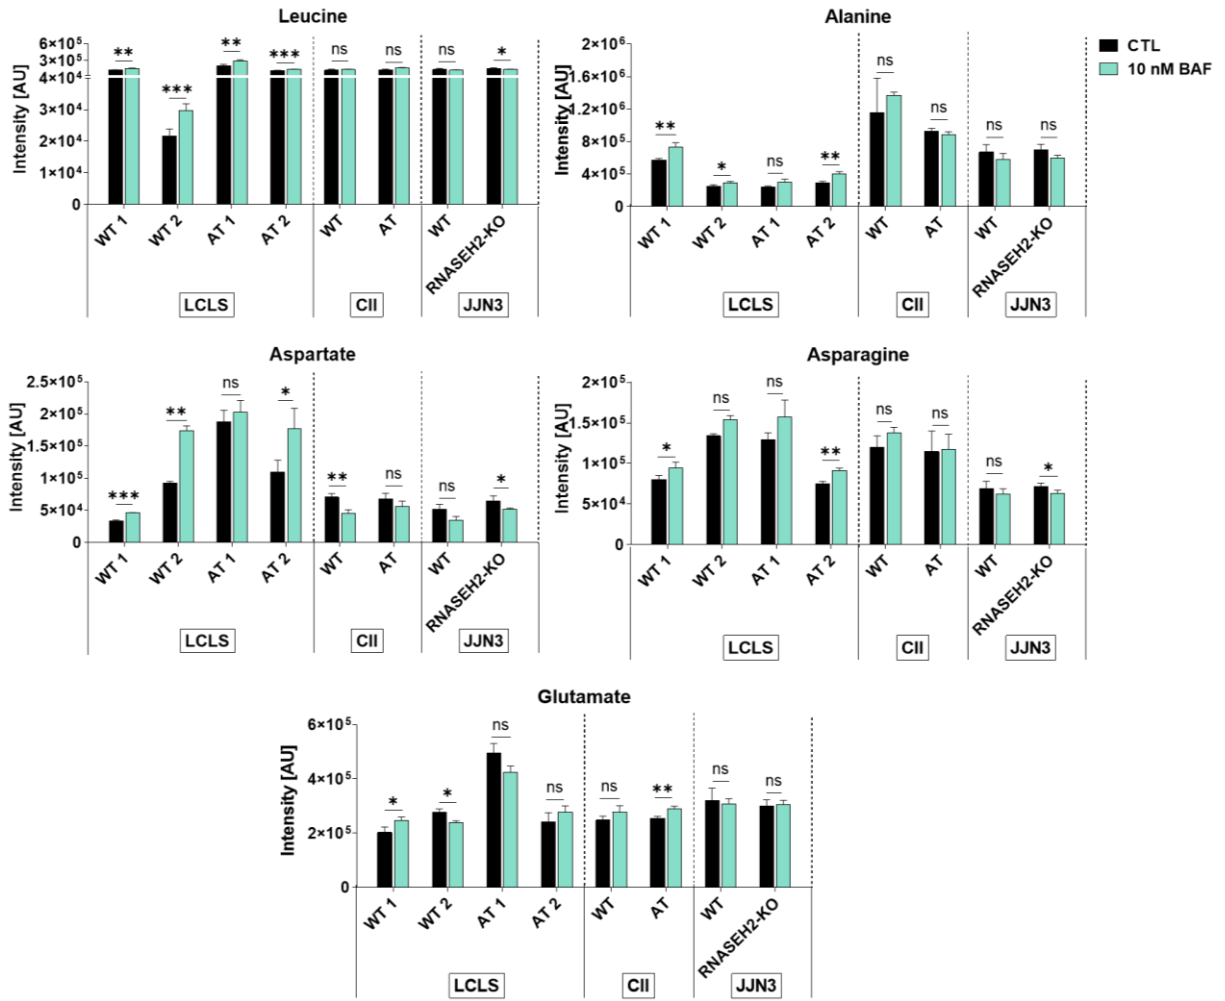 Leucine
Intensity [AU]
6×10⁵
3×10⁵
4×10⁴
3×10⁴
2×10⁴
1×10⁴
0
** *** ** *** ns ns ns *
WT 1 WT 2 AT 1 AT 2 WT AT WT RNASEH2-KO
LCLS CII JJN3
Alanine
Intensity [AU]
2×10⁶
1.6×10⁶
1.2×10⁶
8×10⁵
4×10⁵
0
** * ns ** ns ns ns ns
WT 1 WT 2 AT 1 AT 2 WT AT WT RNASEH2-KO
LCLS CII JJN3
CTL
10 nM BAF
Aspartate
Intensity [AU]
2.5×10⁵
2×10⁵
1.5×10⁵
1×10⁵
5×10⁴
0
*** ** ns * ** ns ns *
WT 1 WT 2 AT 1 AT 2 WT AT WT RNASEH2-KO
LCLS CII JJN3
Asparagine
Intensity [AU]
2×10⁵
1.5×10⁵
1×10⁵
5×10⁴
0
* ns ns ** ns ns ns *
WT 1 WT 2 AT 1 AT 2 WT AT WT RNASEH2-KO
LCLS CII JJN3
Glutamate
Intensity [AU]
6×10⁵
4×10⁵
2×10⁵
0
* * ns ns ns ** ns ns
WT 1 WT 2 AT 1 AT 2 WT AT WT RNASEH2-KO
LCLS CII JJN3